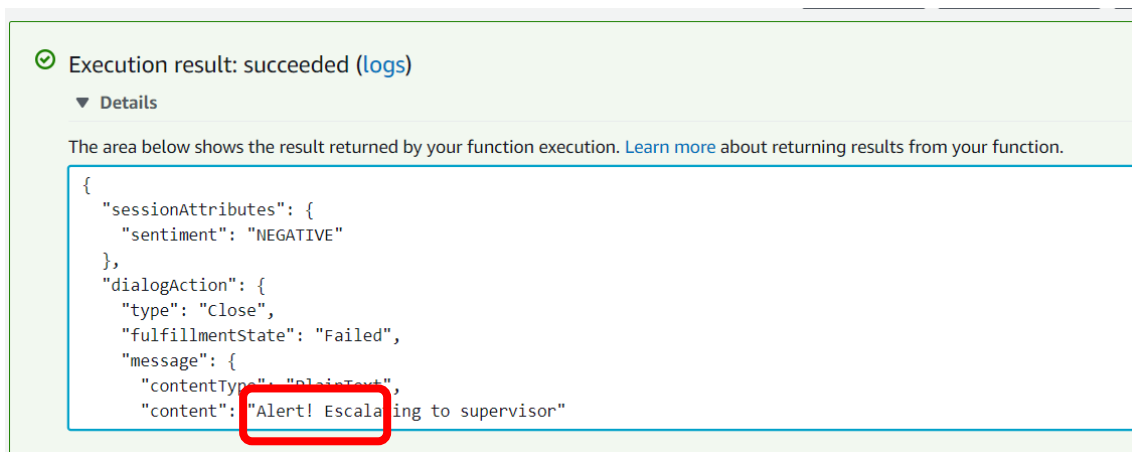 Execution result: succeeded (logs)
Details
The area below shows the result returned by your function execution. Learn more about returning results from your function.
{
"sessionAttributes": {
"sentiment": "NEGATIVE"
},
"dialogAction": {
"type": "Close",
"fulfillmentState": "Failed",
"message": {
"contentType": "PlainText",
"content": "Alert! Escalating to supervisor"